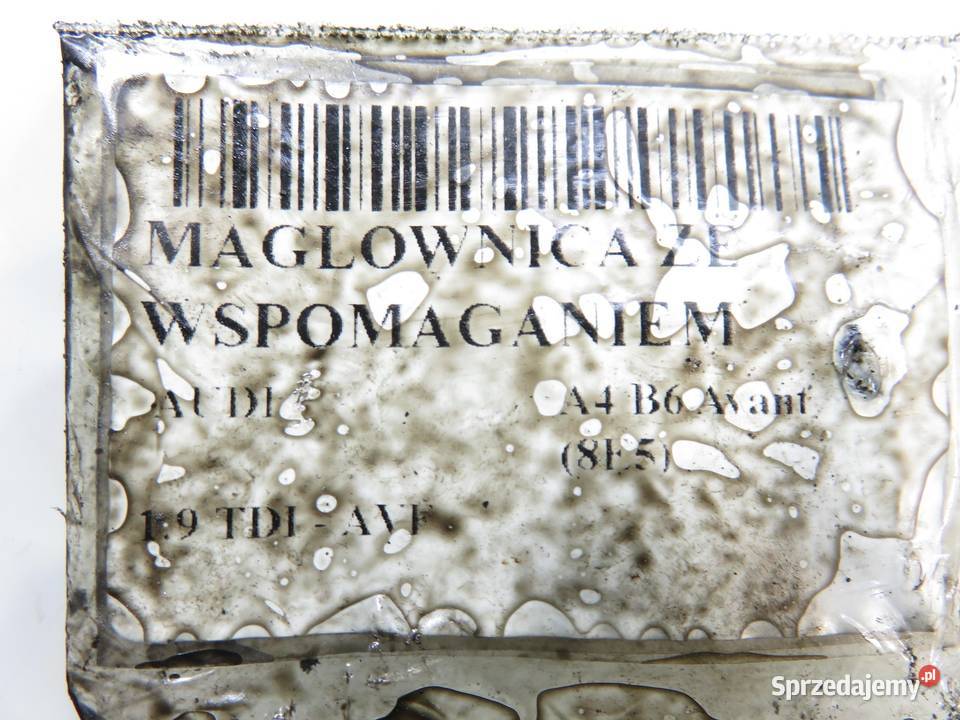 MAGLOWNICA ZE
WSPOMAGANIEM
AUDI A4 B6 Avant
(8E5)
1.9 TDI - AVF
Sprzedajemy.pl